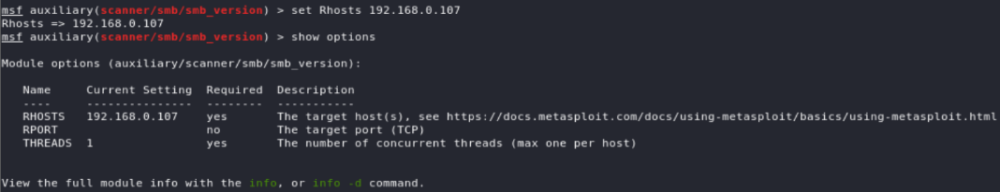 msf auxiliary(scanner/smb/smb_version) > set Rhosts 192.168.0.107
Rhosts => 192.168.0.107
msf auxiliary(scanner/smb/smb_version) > show options
Module options (auxiliary/scanner/smb/smb_version):
Name Current Setting Required Description
---- --------------- -------- -----------
RHOSTS 192.168.0.107 yes The target host(s), see https://docs.metasploit.com/docs/using-metasploit/basics/using-metasploit.html
RPORT no The target port (TCP)
THREADS 1 yes The number of concurrent threads (max one per host)
View the full module info with the info, or info -d command.